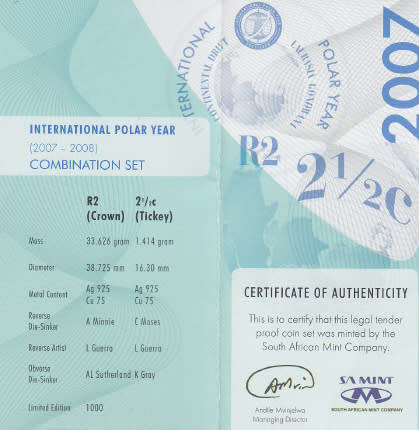 INTERNATIONAL
POLAR YEAR
R2
2½c
2007
INTERNATIONAL POLAR YEAR
(2007 - 2008)
COMBINATION SET
R2 (Crown)
2½c (Tickey)
Mass 33.626 gram 1.414 gram
Diameter 38.725 mm 16.30 mm
Metal Content Ag 925 Cu 75 Ag 925 Cu 75
Reverse Die-Sinker A Minnie C Moses
Reverse Artist L Guerra L Guerra
Obverse Die-Sinker AL Sutherland K Gray
Limited Edition 1000
CERTIFICATE OF AUTHENTICITY
This is to certify that this legal tender
proof coin set was minted by the
South African Mint Company.
Managing Director
SA MINT
SOUTH AFRICAN MINT COMPANY